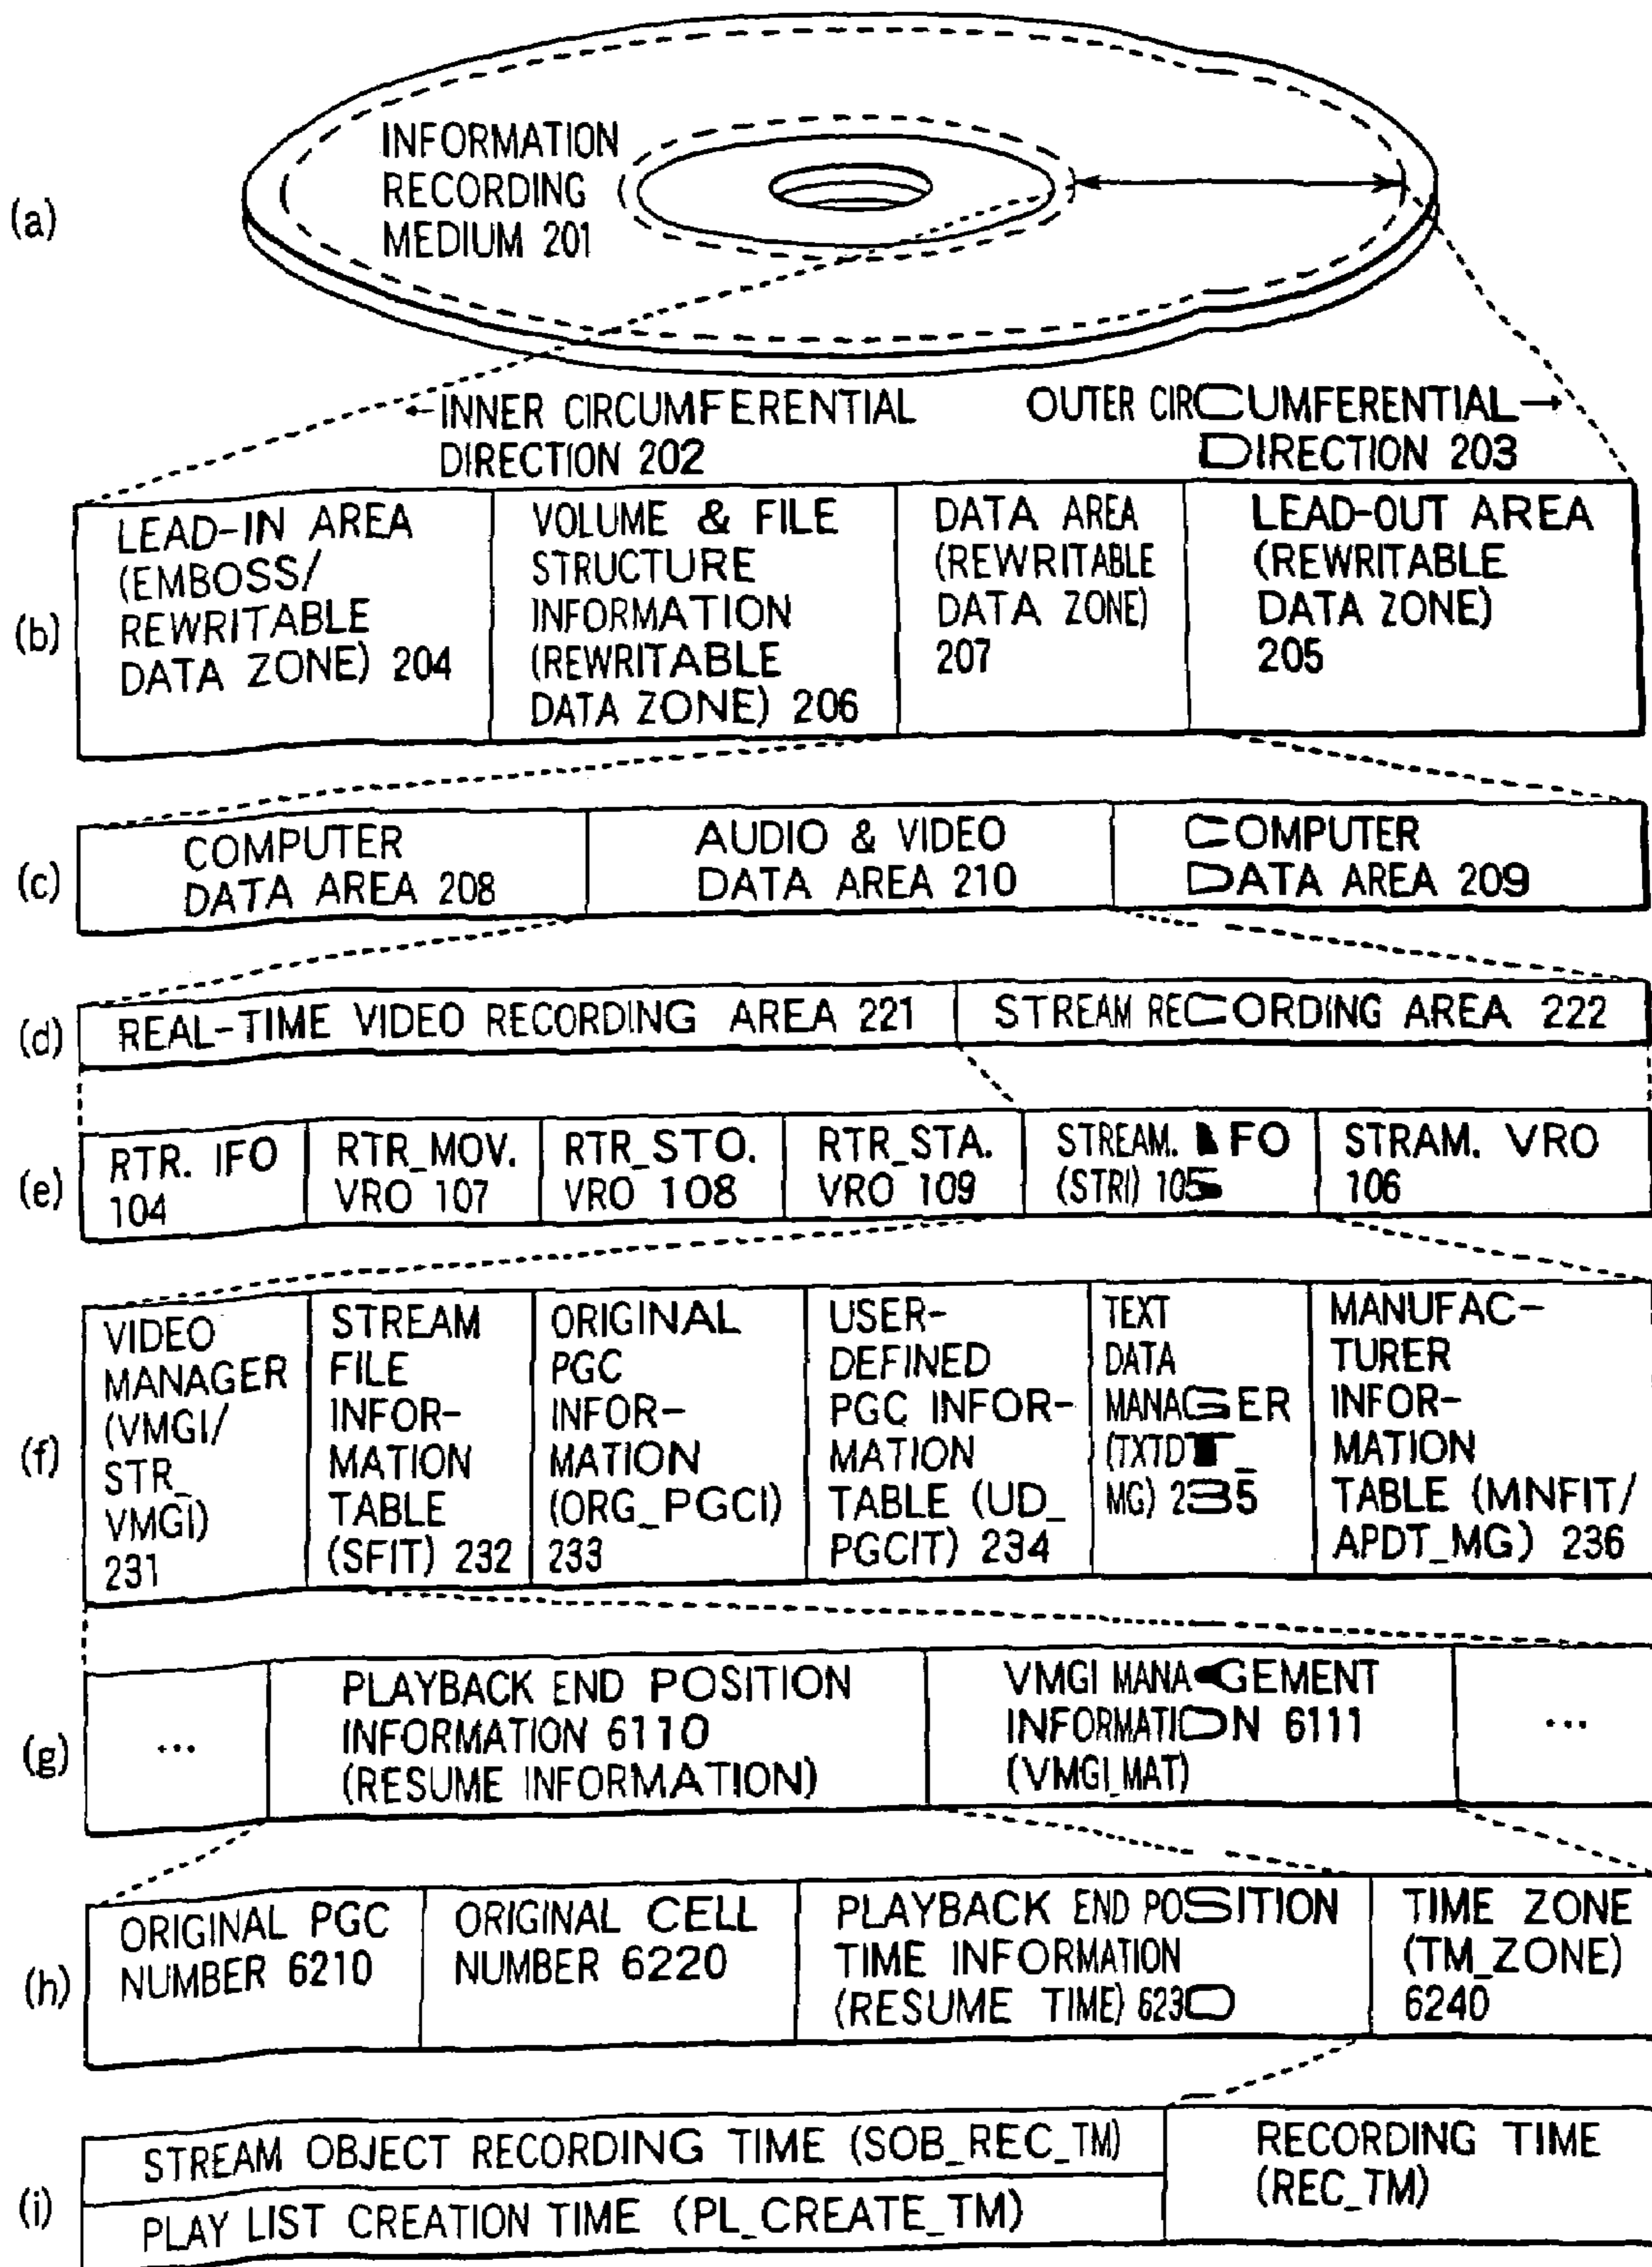 (a)
INFORMATION
RECORDING
MEDIUM 201
←INNER CIRCUMFERENTIAL
DIRECTION 202
OUTER CIRCUMFERENTIAL→
DIRECTION 203
(b)
LEAD-IN AREA
(EMBOSS/
REWRITABLE
DATA ZONE) 204
VOLUME & FILE
STRUCTURE
INFORMATION
(REWRITABLE
DATA ZONE) 206
DATA AREA
(REWRITABLE
DATA ZONE)
207
LEAD-OUT AREA
(REWRITABLE
DATA ZONE)
205
(c)
COMPUTER
DATA AREA 208
AUDIO & VIDEO
DATA AREA 210
COMPUTER
DATA AREA 209
(d)
REAL-TIME VIDEO RECORDING AREA 221
STREAM RECORDING AREA 222
(e)
RTR. IFO
104
RTR_MOV.
VRO 107
RTR_STO.
VRO 108
RTR_STA.
VRO 109
STREAM. IFO
(STRI) 105
STRAM. VRO
106
(f)
VIDEO
MANAGER
(VMGI/
STR_
VMGI)
231
STREAM
FILE
INFOR-
MATION
TABLE
(SFIT) 232
ORIGINAL
PGC
INFOR-
MATION
(ORG_PGCI)
233
USER-
DEFINED
PGC INFOR-
MATION
TABLE (UD_
PGCIT) 234
TEXT
DATA
MANAGER
(TXTDT_
MG) 235
MANUFAC-
TURER
INFOR-
MATION
TABLE (MNFIT/
APDT_MG) 236
(g)
...
PLAYBACK END POSITION
INFORMATION 6110
(RESUME INFORMATION)
VMGI MANAGEMENT
INFORMATION 6111
(VMGI_MAT)
...
(h)
ORIGINAL PGC
NUMBER 6210
ORIGINAL CELL
NUMBER 6220
PLAYBACK END POSITION
TIME INFORMATION
(RESUME TIME) 6230
TIME ZONE
(TM_ZONE)
6240
(i)
STREAM OBJECT RECORDING TIME (SOB_REC_TM)
PLAY LIST CREATION TIME (PL_CREATE_TM)
RECORDING TIME
(REC_TM)